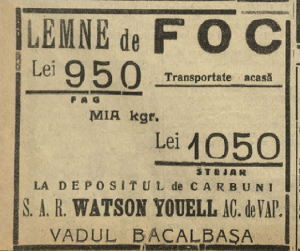 LEMNE de FOC
Lei 950
Transportate acasă
FAG
MIA kgr.
Lei 1050
STEJAR
LA DEPOSITUL de CARBUNI
S. A. R. WATSON YOUELL AC. de VAP.
VADUL BACALBAȘA